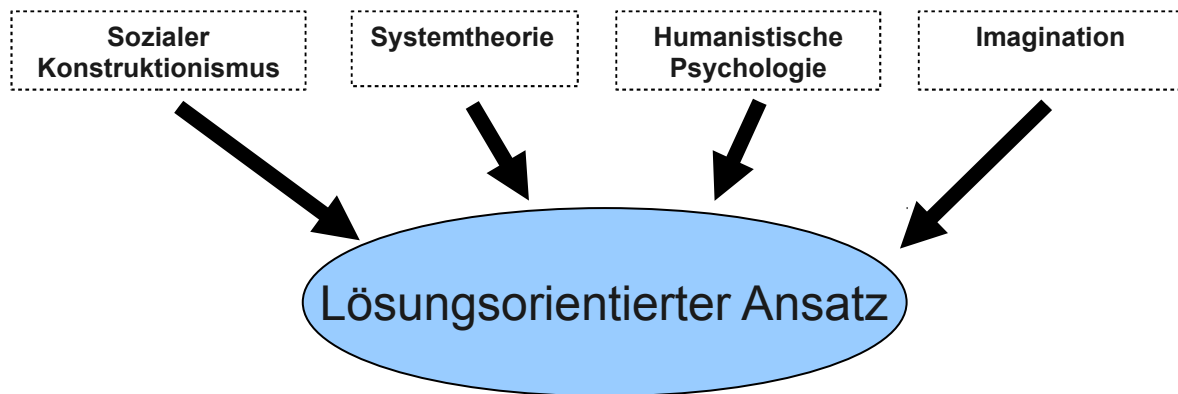 Sozialer
Konstruktionismus
Systemtheorie
Humanistische
Psychologie
Imagination
Lösungsorientierter Ansatz